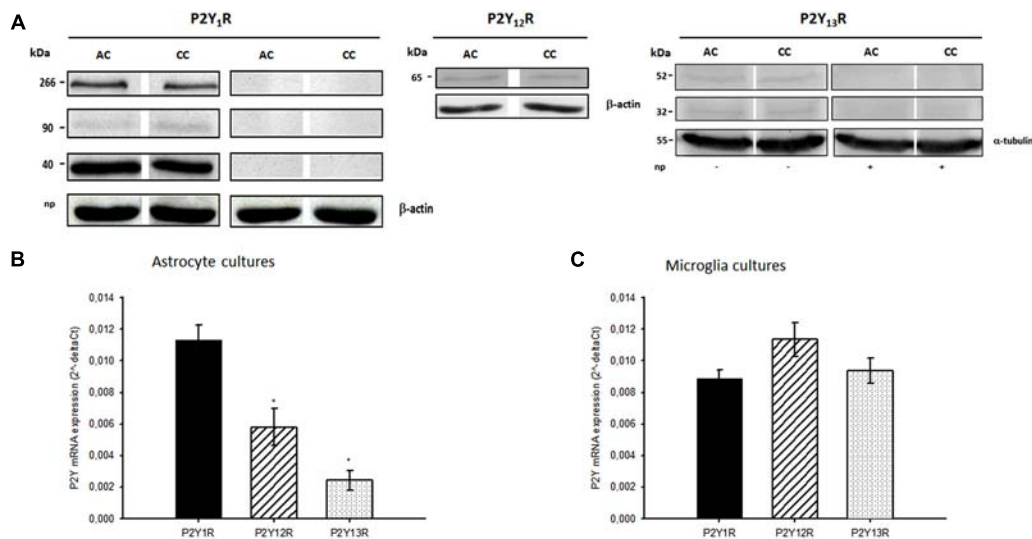 A
P2Y₁R
P2Y₁₂R
P2Y₁₃R
kDa
AC
CC
AC
CC
kDa
AC
CC
kDa
AC
CC
AC
CC
266
90
40
np
β-actin
65
β-actin
52
32
55
α-tubulin
np
-
-
+
+
B
Astrocyte cultures
P2Y mRNA expression (2^-deltaCt)
0,014
0,012
0,010
0,008
0,006
0,004
0,002
0,000
*
*
P2Y1R
P2Y12R
P2Y13R
C
Microglia cultures
P2Y mRNA expression (2^-deltaCt)
0,014
0,012
0,010
0,008
0,006
0,004
0,002
0,000
P2Y1R
P2Y12R
P2Y13R